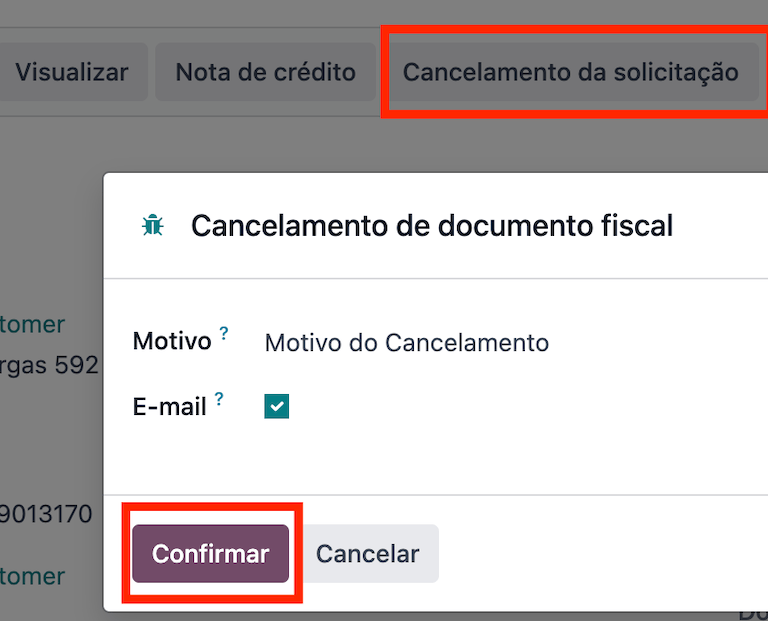 Visualizar Nota de crédito Cancelamento da solicitação
Cancelamento de documento fiscal
tomer
Motivo ? Motivo do Cancelamento
rgas 592
E-mail ?
9013170
Confirmar Cancelar
tomer